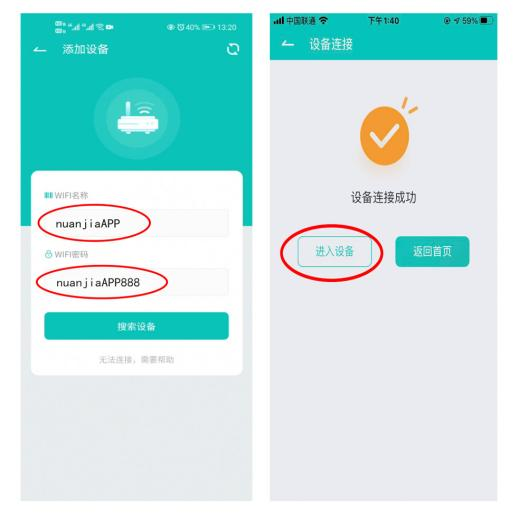 40% 13:20
添加设备
WIFI名称
nuanjiaAPP
WIFI密码
nuanjiaAPP888
搜索设备
无法连接，需要帮助
中国联通 下午1:40 59%
设备连接
设备连接成功
进入设备 返回首页